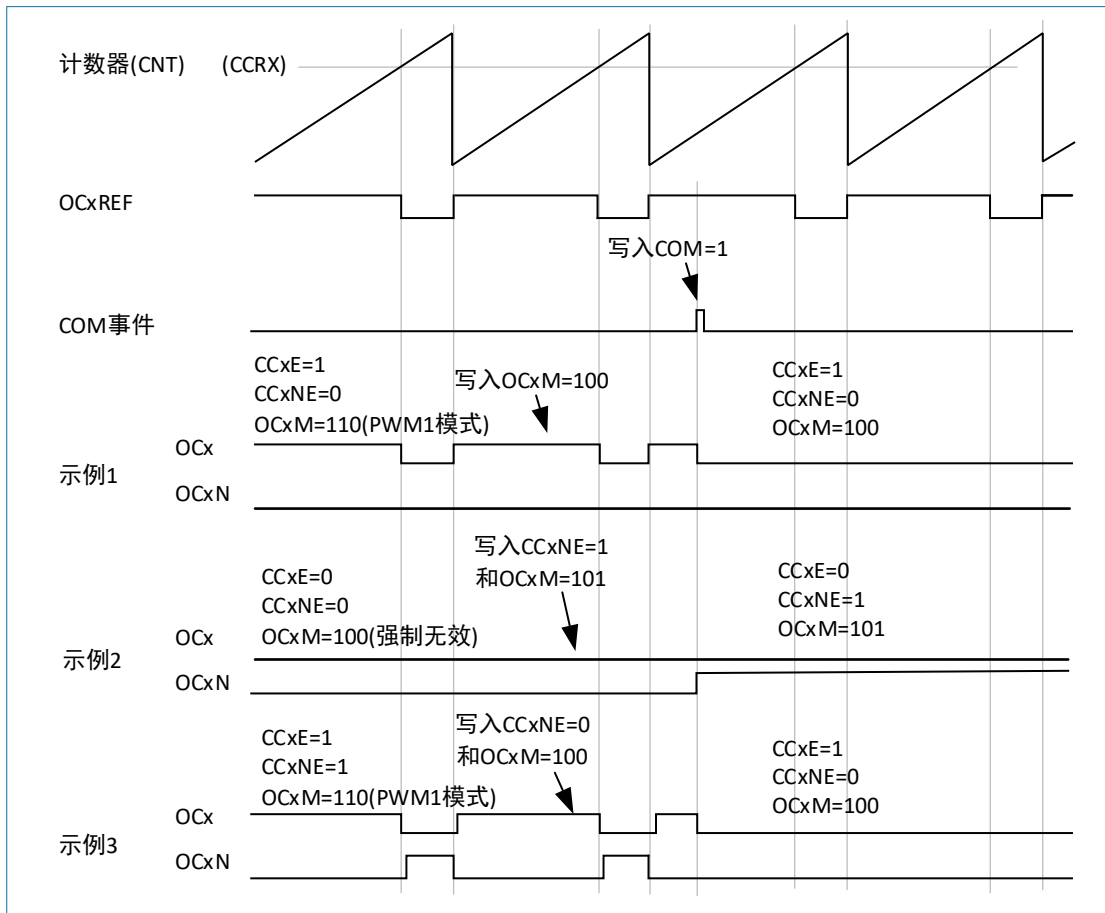 计数器(CNT) (CCRX)
OCxREF
写入COM=1
COM事件
CCxE=1
CCxNE=0
OCxM=110(PWM1模式)
写入OCxM=100
CCxE=1
CCxNE=0
OCxM=100
OCx
示例1
OCxN
写入CCxNE=1
和OCxM=101
CCxE=0
CCxNE=0
OCxM=100(强制无效)
CCxE=0
CCxNE=1
OCxM=101
OCx
示例2
OCxN
写入CCxNE=0
和OCxM=100
CCxE=1
CCxNE=1
OCxM=110(PWM1模式)
CCxE=1
CCxNE=0
OCxM=100
OCx
示例3
OCxN